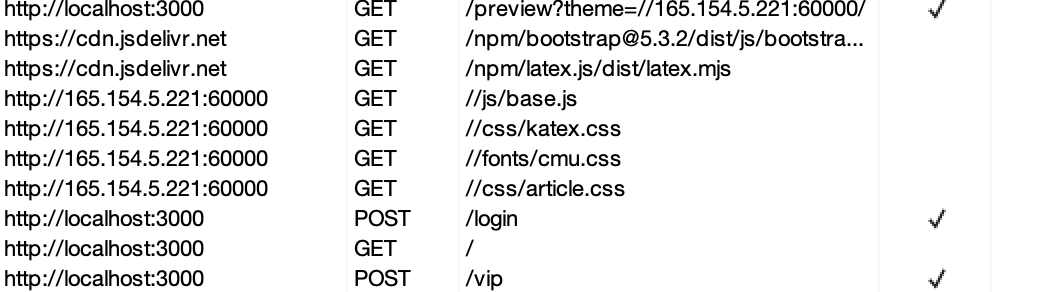 http://localhost:3000 GET /preview?theme=//165.154.5.221:60000/ ✓
https://cdn.jsdelivr.net GET /npm/bootstrap@5.3.2/dist/js/bootstra...
https://cdn.jsdelivr.net GET /npm/latex.js/dist/latex.mjs
http://165.154.5.221:60000 GET //js/base.js
http://165.154.5.221:60000 GET //css/katex.css
http://165.154.5.221:60000 GET //fonts/cmu.css
http://165.154.5.221:60000 GET //css/article.css
http://localhost:3000 POST /login ✓
http://localhost:3000 GET /
http://localhost:3000 POST /vip ✓